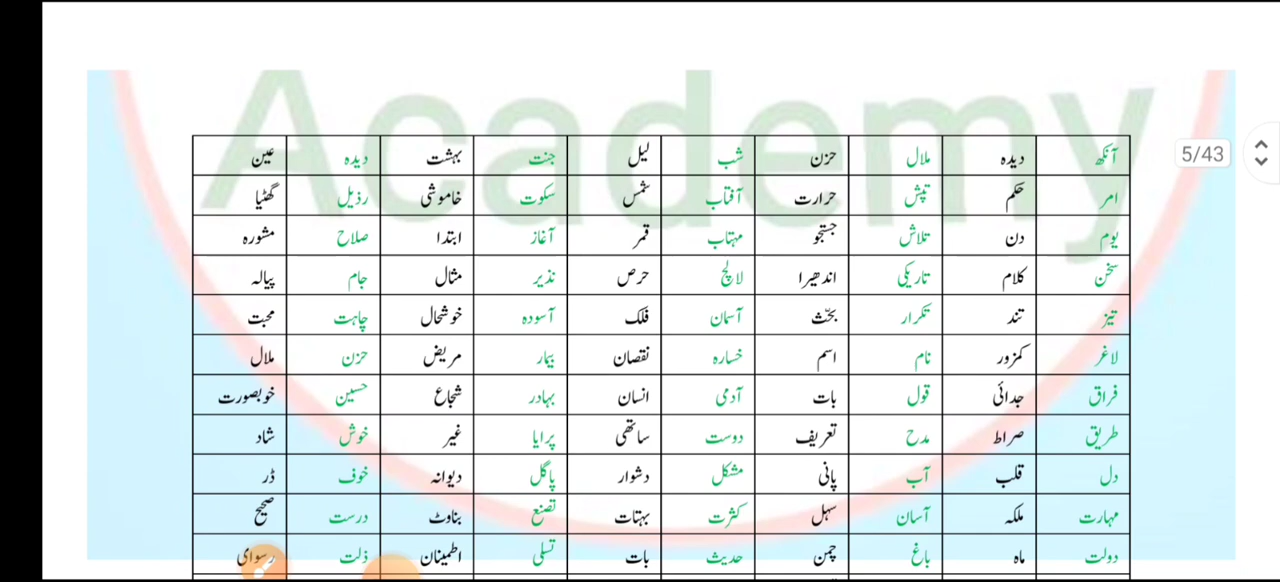 Academy
5/43
آنکھ دیدہ ملال حزن شب لیل جنت بہشت دیدہ عین
امر حکم تپش حرارت آفتاب شمس سکوت خاموشی رذیل گھٹیا
یوم دن تلاش جستجو مہتاب قمر آغاز ابتدا صلاح مشورہ
سخن کلام تاریکی اندھیرا لالچ حرص نذیر مثال جام پیالہ
تیز تند تکرار بحث آسمان فلک آسودہ خوشحال چاہت محبت
لاغر کمزور نام اسم خسارہ نقصان بیمار مریض حزن ملال
فراق جدائی قول بات آدمی انسان بہادر شجاع حسین خوبصورت
طریق صراط مدح تعریف دوست ساتھی پرایا غیر خوش شاد
دل قلب آب پانی مشکل دشوار پاگل دیوانہ خوف ڈر
مہارت ملکہ آسان سہل کثرت بہتات تصنع بناوٹ درست صحیح
دولت ماہ باغ چمن حدیث بات تسلی اطمینان ذلت رسوای